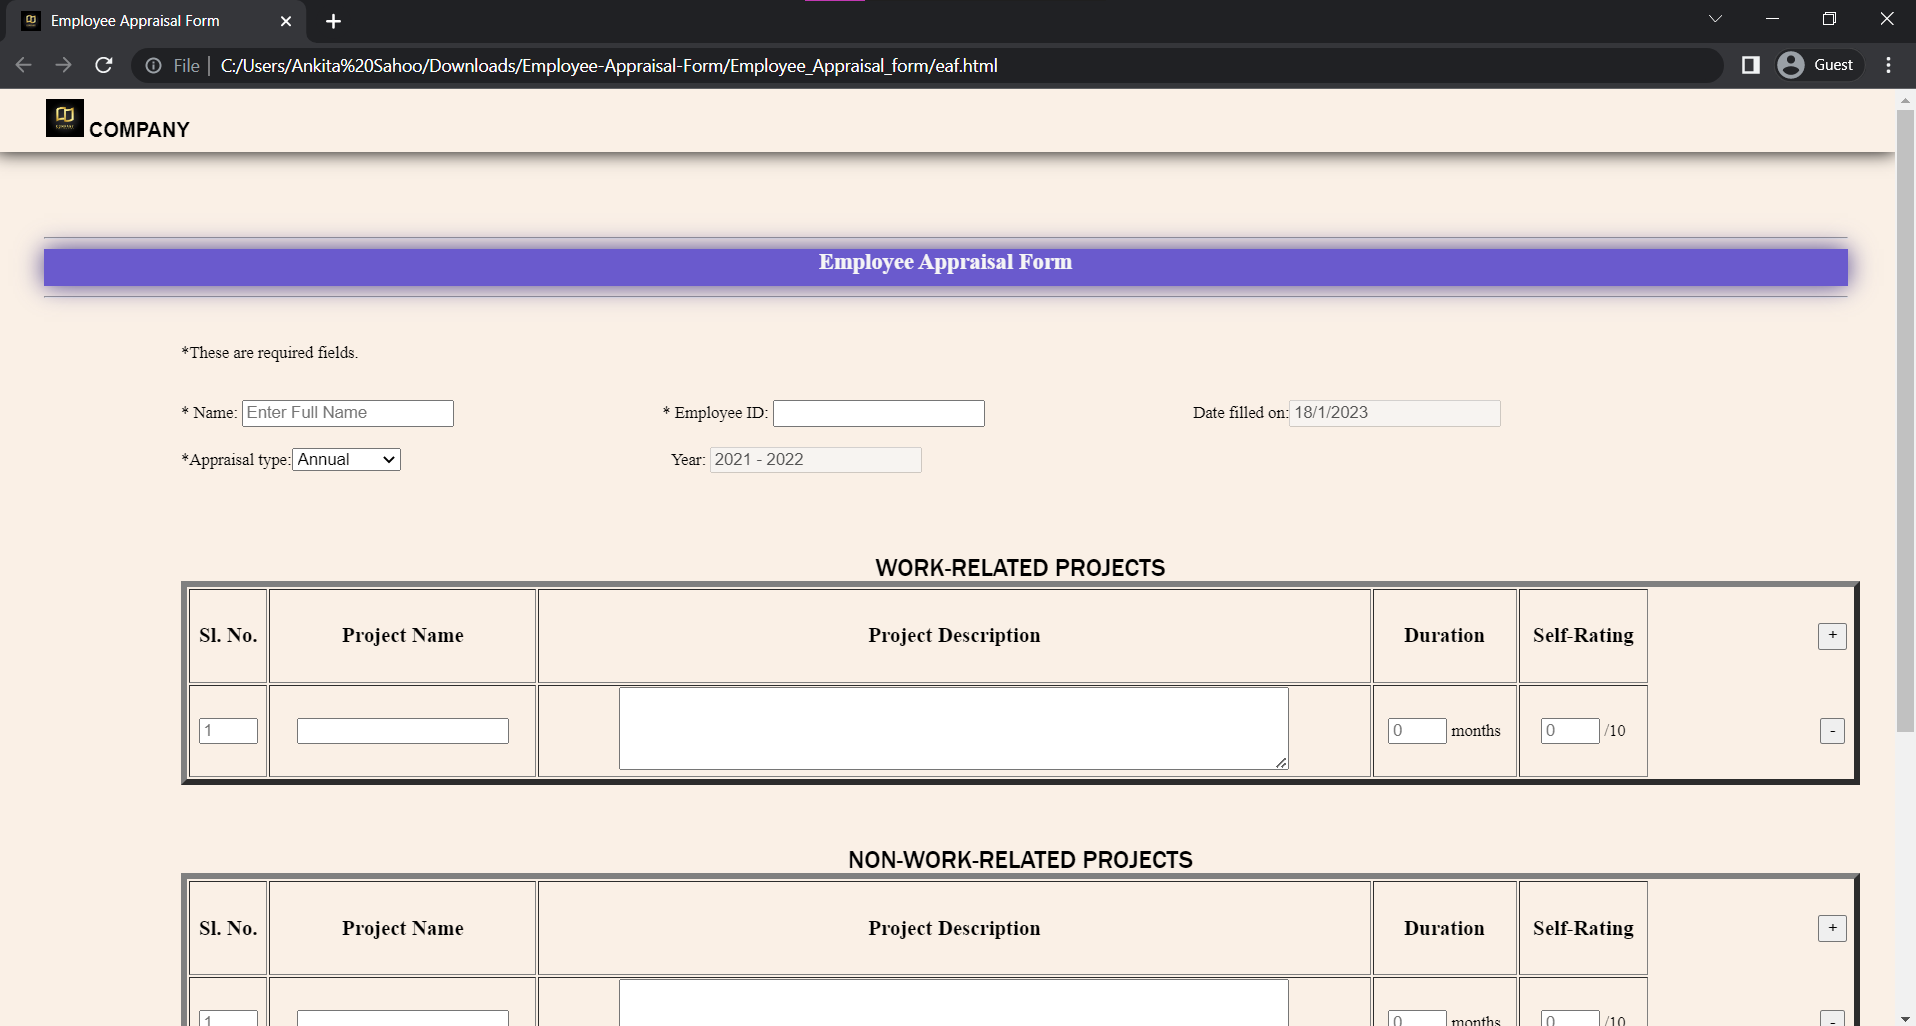 Employee Appraisal Form
File | C:/Users/Ankita%20Sahoo/Downloads/Employee-Appraisal-Form/Employee_Appraisal_form/eaf.html
Guest
COMPANY
Employee Appraisal Form
*These are required fields.
* Name: Enter Full Name * Employee ID: Date filled on: 18/1/2023
*Appraisal type: Annual Year: 2021 - 2022
WORK-RELATED PROJECTS
Sl. No. Project Name Project Description Duration Self-Rating +
1 0 months 0 /10 -
NON-WORK-RELATED PROJECTS
Sl. No. Project Name Project Description Duration Self-Rating +
1 0 months 0 /10 -